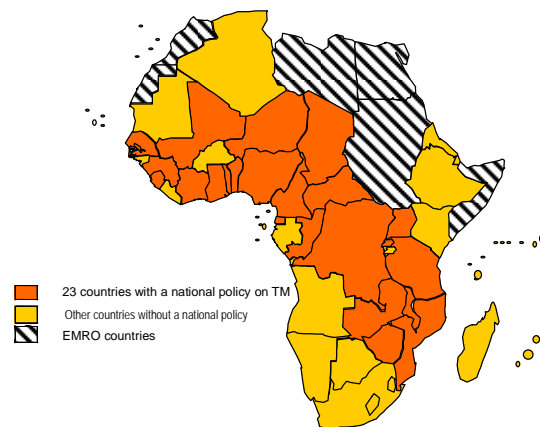 23 countries with a national policy on TM
Other countries without a national policy
EMRO countries